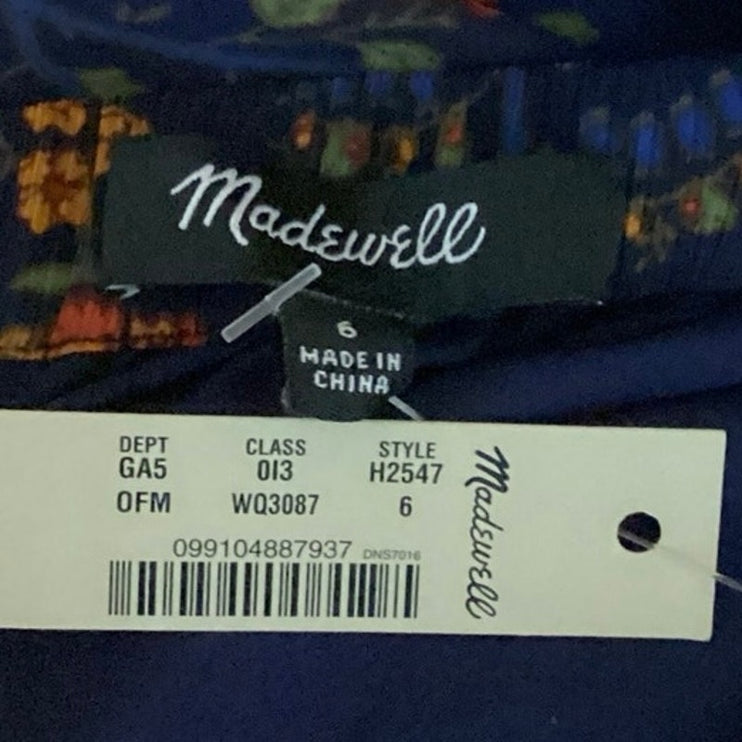 Madewell
6
MADE IN
CHINA
DEPT CLASS STYLE
GA5 013 H2547
OFM WQ3087 6
099104887937 DNS7016
Madewell